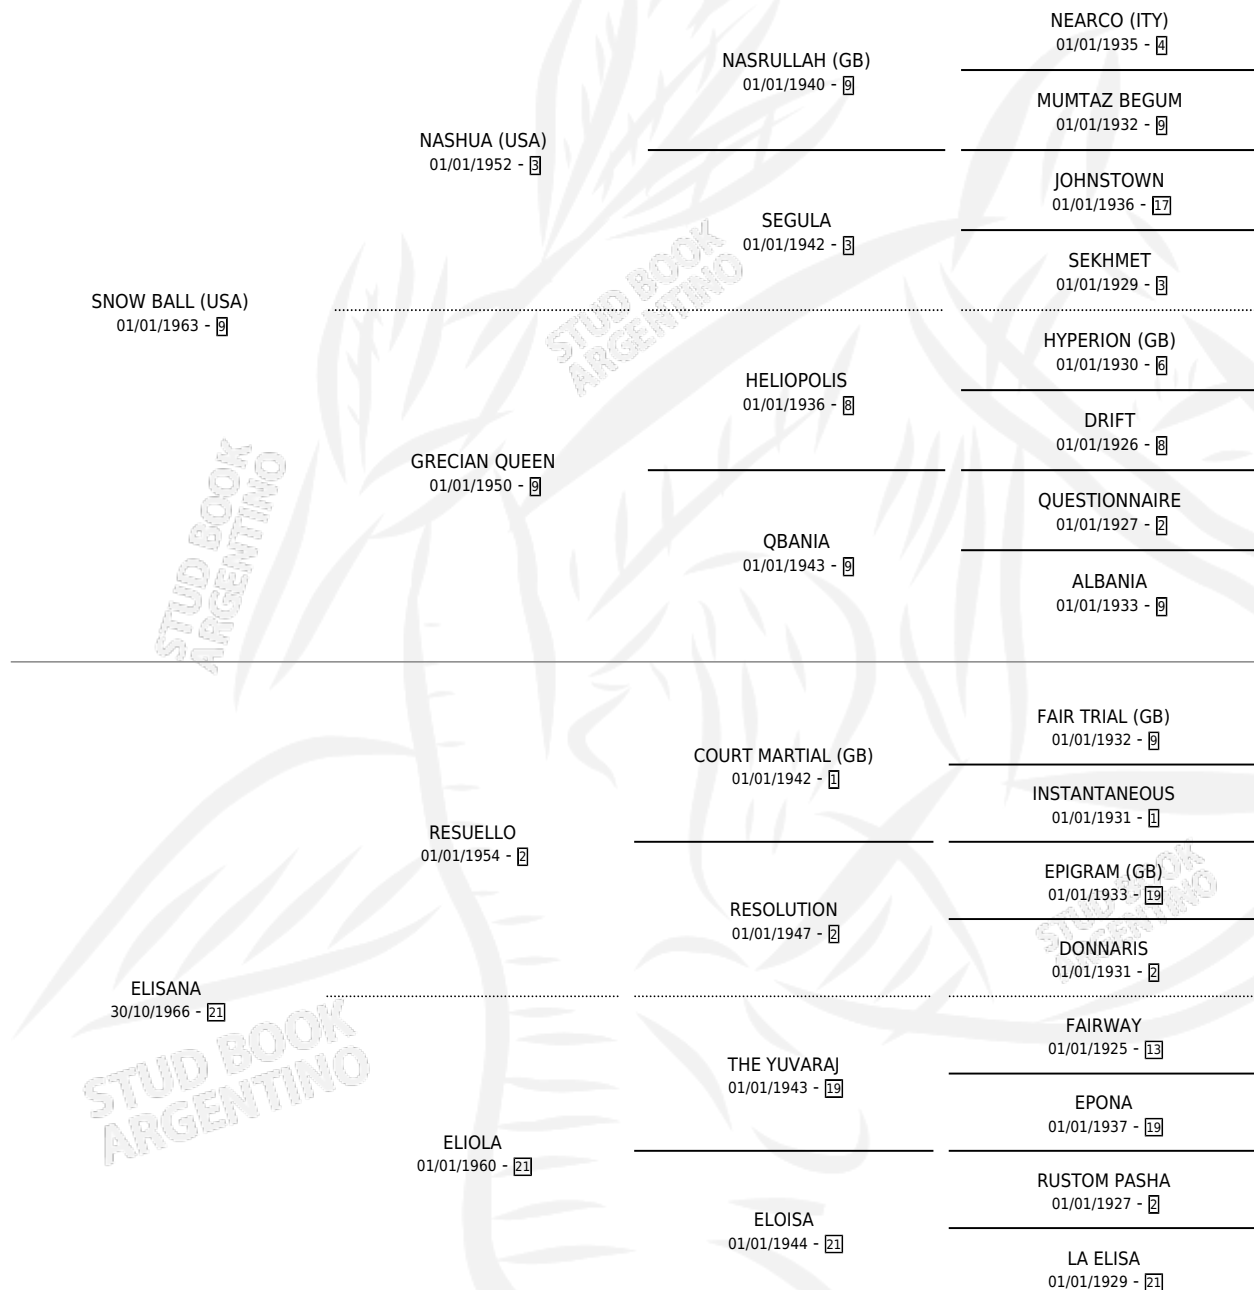 NEARCO (ITY)
01/01/1935 - 4
NASRULLAH (GB)
01/01/1940 - 9
MUMTAZ BEGUM
01/01/1932 - 9
NASHUA (USA)
01/01/1952 - 3
JOHNSTOWN
01/01/1936 - 17
SEGULA
01/01/1942 - 3
SEKHMET
01/01/1929 - 3
SNOW BALL (USA)
01/01/1963 - 9
HYPERION (GB)
01/01/1930 - 6
HELIOPOLIS
01/01/1936 - 8
DRIFT
01/01/1926 - 8
GRECIAN QUEEN
01/01/1950 - 9
QUESTIONNAIRE
01/01/1927 - 2
QBANIA
01/01/1943 - 9
ALBANIA
01/01/1933 - 9
FAIR TRIAL (GB)
01/01/1932 - 9
COURT MARTIAL (GB)
01/01/1942 - 1
INSTANTANEOUS
01/01/1931 - 1
RESUELLO
01/01/1954 - 2
EPIGRAM (GB)
01/01/1933 - 19
RESOLUTION
01/01/1947 - 2
DONNARIS
01/01/1931 - 2
ELISANA
30/10/1966 - 21
FAIRWAY
01/01/1925 - 13
THE YUVARAJ
01/01/1943 - 19
EPONA
01/01/1937 - 19
ELIOLA
01/01/1960 - 21
RUSTOM PASHA
01/01/1927 - 2
ELOISA
01/01/1944 - 21
LA ELISA
01/01/1929 - 21
STUD BOOK
ARGENTINO
STUD BOOK
ARGENTINO
STUD BOOK
ARGENTINO
STUD BOOK
ARGENTINO